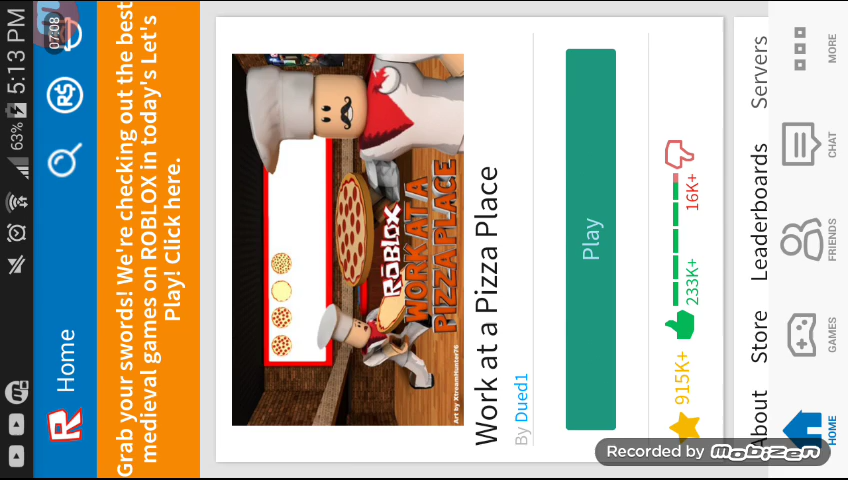 63% 5:13 PM
07:08
Home
R$
Grab your swords! We're checking out the best
medieval games on ROBLOX in today's Let's
Play! Click here.
ROBLOX
WORK AT A
PIZZA PLACE
Art by XtreamHunter76
Work at a Pizza Place
By Dued1
Play
915K+ 233K+ 16K+
About Store Leaderboards Servers
HOME GAMES FRIENDS CHAT MORE
Recorded by
mobizen